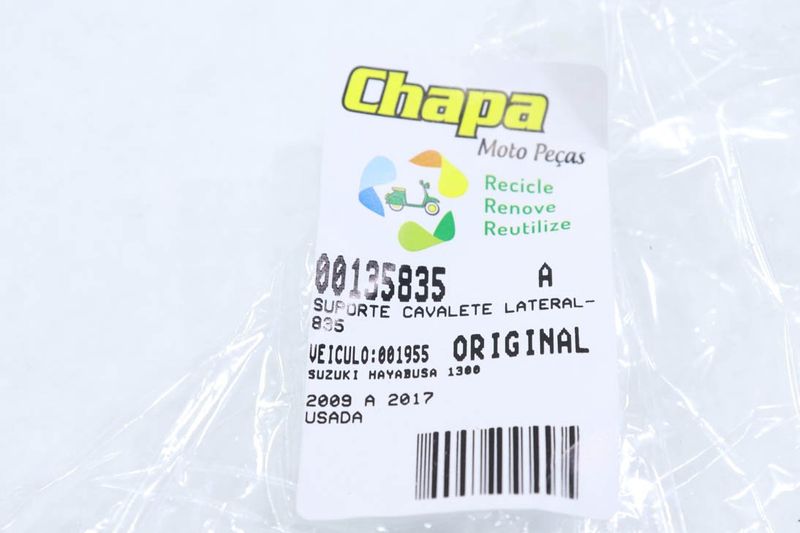 Chapa
Moto Peças
Recicle
Renove
Reutilize
00135835 A
SUPORTE CAVALETE LATERAL-
835
VEICULO:001955 ORIGINAL
SUZUKI HAYABUSA 1300
2009 A 2017
USADA